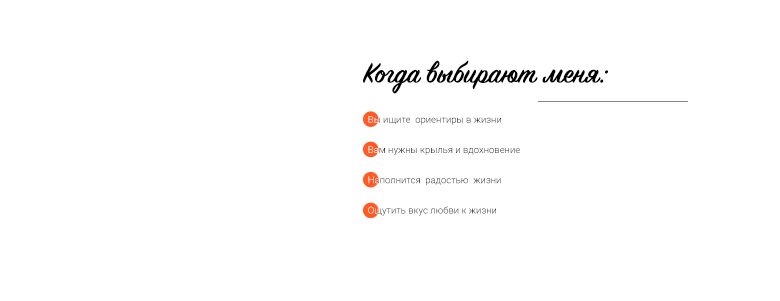 Когда выбирают меня:
Вы ищите ориентиры в жизни
Вам нужны крылья и вдохновение
Наполнится радостью жизни
Ощутить вкус любви к жизни